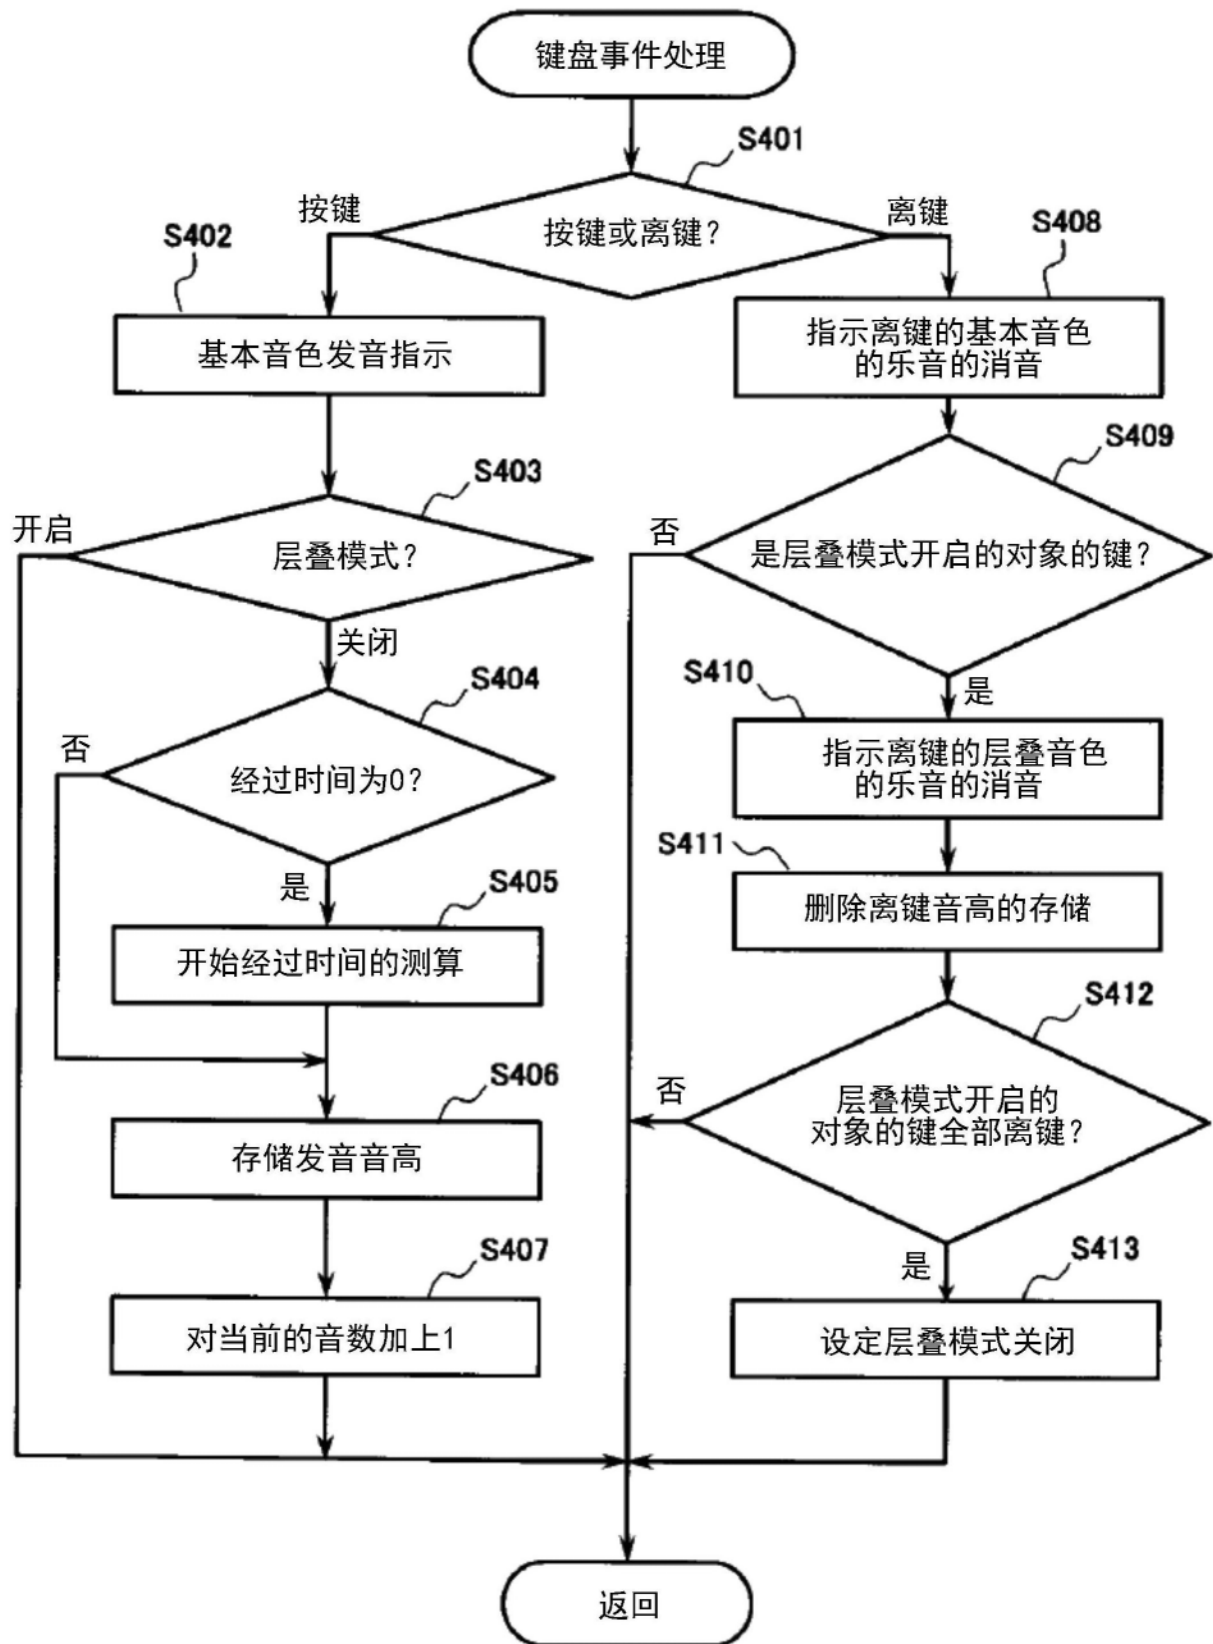 键盘事件处理
S401
按键或离键？
按键
离键
S402
基本音色发音指示
S403
层叠模式？
开启
关闭
S404
经过时间为0？
否
是
S405
开始经过时间的测算
S406
存储发音音高
S407
对当前的音数加上1
S408
指示离键的基本音色
的乐音的消音
S409
是层叠模式开启的对象的键？
否
是
S410
指示离键的层叠音色
的乐音的消音
S411
删除离键音高的存储
S412
层叠模式开启的
对象的键全部离键？
否
是
S413
设定层叠模式关闭
返回